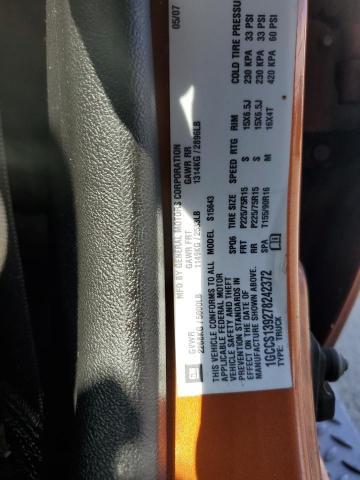 GM MFG BY GENERAL MOTORS CORPORATION 05/07
GVWR GAWR FRT GAWR RR
2268KG / 5000LB 1314KG / 2896LB
THIS VEHICLE CONFORMS TO ALL
APPLICABLE FEDERAL MOTOR
VEHICLE SAFETY AND THEFT
PREVENTION STANDARDS IN
EFFECT ON THE DATE OF
MANUFACTURE SHOWN ABOVE.
1GCCS139278242372
TYPE: TRUCK
MODEL S15643
SPO6 TIRE SIZE SPEED RTG RIM COLD TIRE PRESSU
FRT P225/75R15 S 15X6.5J 230 KPA 33 PSI
RR P225/75R15 S 15X6.5J 230 KPA 33 PSI
SPA T155/90R16 M 16X4T 420 KPA 60 PSI